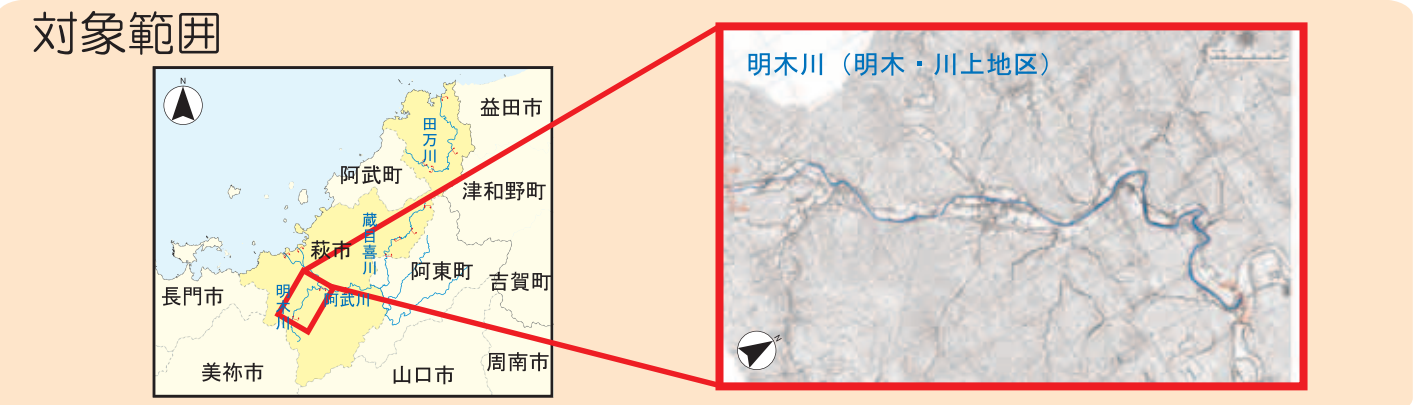 対象範囲
N
益田市
田万川
阿武町
津和野町
萩市
蔵目喜川
阿東町
吉賀町
長門市
明木川
阿武川
美祢市
山口市
周南市
明木川（明木・川上地区）
N